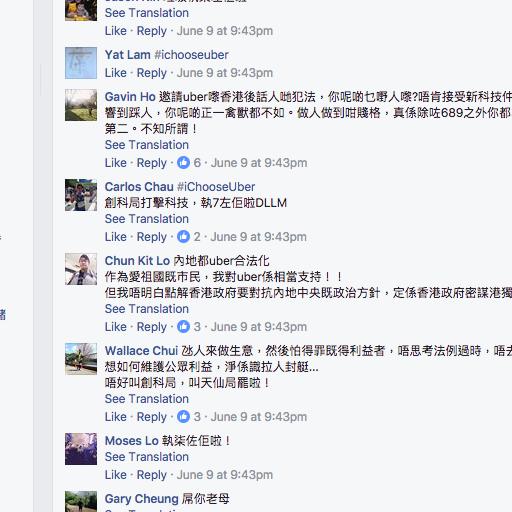 See Translation
Like · Reply · June 9 at 9:43pm
Yat Lam #ichooseuber
Like · Reply · June 9 at 9:43pm
Gavin Ho 邀請uber嚟香港後話人哋犯法，你呢啲乜嘢人嚟?唔肯接受新科技仲
響到踩人，你呢啲正一禽獸都不如。做人做到咁賤格，真係除咗689之外你都
第二。不知所謂！
See Translation
Like · Reply · 6 · June 9 at 9:43pm
Carlos Chau #iChooseUber
創科局打擊科技，執7左佢啦DLLM
See Translation
Like · Reply · 2 · June 9 at 9:43pm
Chun Kit Lo 內地都uber合法化
作為愛祖國既市民，我對uber係相當支持！！
但我唔明白點解香港政府要對抗內地中央既政治方針，定係香港政府密謀港獨
See Translation
Like · Reply · 3 · June 9 at 9:43pm
Wallace Chui 氹人來做生意，然後怕得罪既得利益者，唔思考法例過時，唔去
想如何維護公眾利益，淨係識拉人封艇...
唔好叫創科局，叫天仙局罷啦！
See Translation
Like · Reply · 3 · June 9 at 9:43pm
Moses Lo 執柒佐佢啦！
See Translation
Like · Reply · June 9 at 9:43pm
Gary Cheung 屌你老母